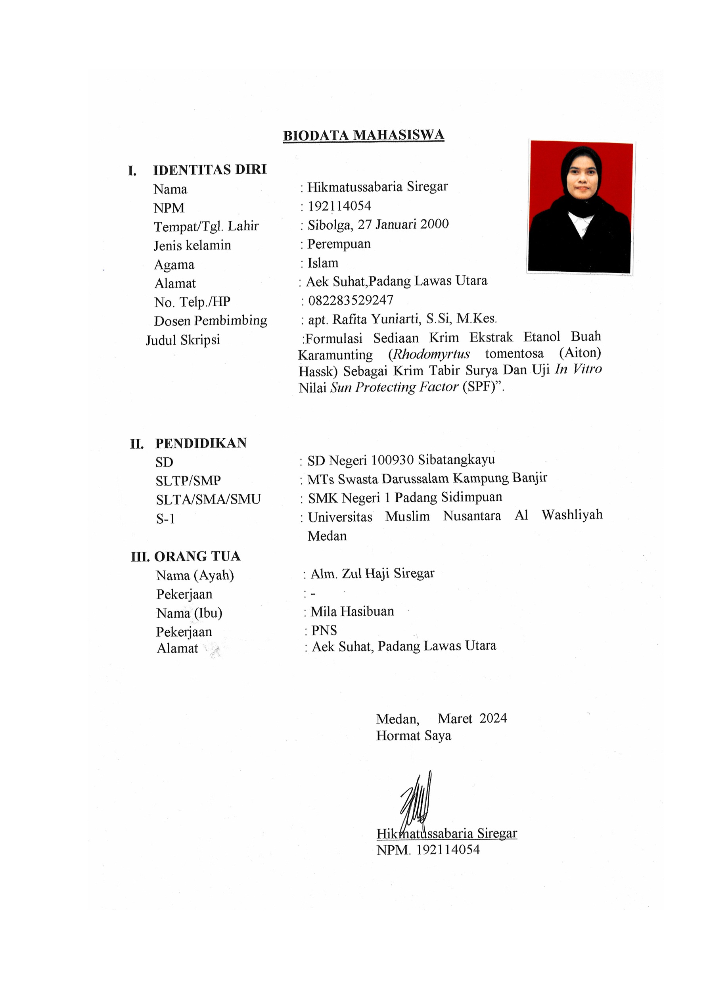 BIODATA MAHASISWA
I. IDENTITAS DIRI
Nama : Hikmatussabaria Siregar
NPM : 192114054
Tempat/Tgl. Lahir : Sibolga, 27 Januari 2000
Jenis kelamin : Perempuan
Agama : Islam
Alamat : Aek Suhat,Padang Lawas Utara
No. Telp./HP : 082283529247
Dosen Pembimbing : apt. Rafita Yuniarti, S.Si, M.Kes.
Judul Skripsi :Formulasi Sediaan Krim Ekstrak Etanol Buah
Karamunting (Rhodomyrtus tomentosa (Aiton)
Hassk) Sebagai Krim Tabir Surya Dan Uji In Vitro
Nilai Sun Protecting Factor (SPF)”.
II. PENDIDIKAN
SD : SD Negeri 100930 Sibatangkayu
SLTP/SMP : MTs Swasta Darussalam Kampung Banjir
SLTA/SMA/SMU : SMK Negeri 1 Padang Sidimpuan
S-1 : Universitas Muslim Nusantara Al Washliyah
Medan
III. ORANG TUA
Nama (Ayah) : Alm. Zul Haji Siregar
Pekerjaan : -
Nama (Ibu) : Mila Hasibuan
Pekerjaan : PNS
Alamat : Aek Suhat, Padang Lawas Utara
Medan, Maret 2024
Hormat Saya
Hikmatussabaria Siregar
NPM. 192114054